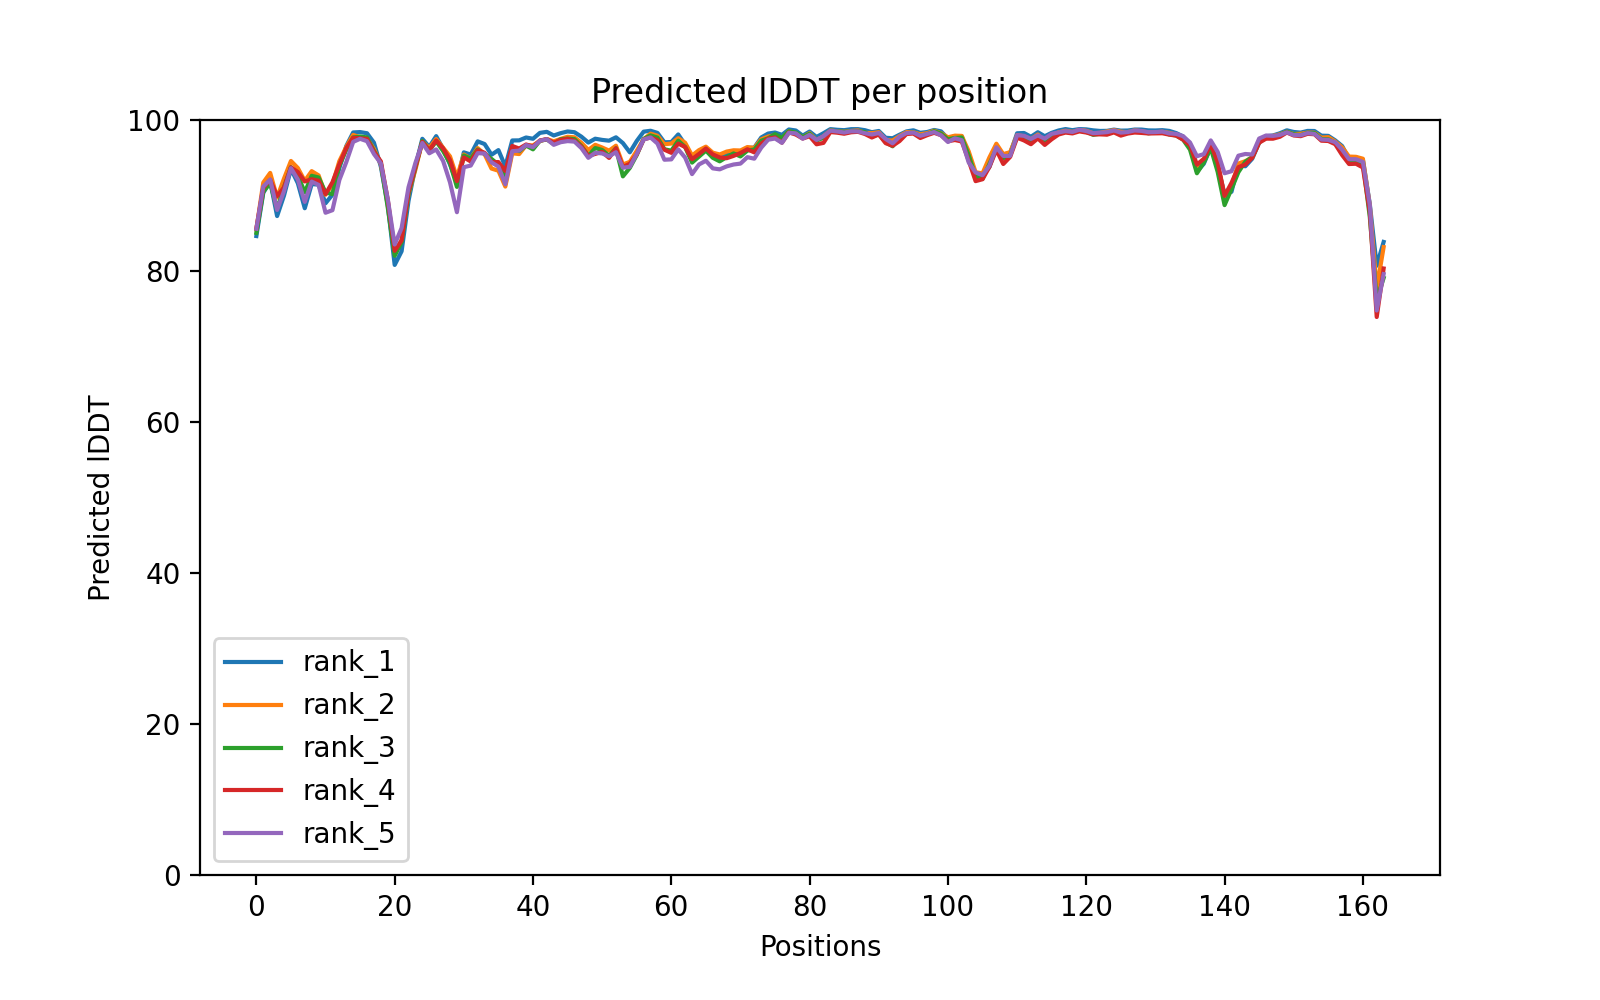 Predicted lDDT per position
100
80
60
40
20
0
Predicted lDDT
rank_1
rank_2
rank_3
rank_4
rank_5
0 20 40 60 80 100 120 140 160
Positions